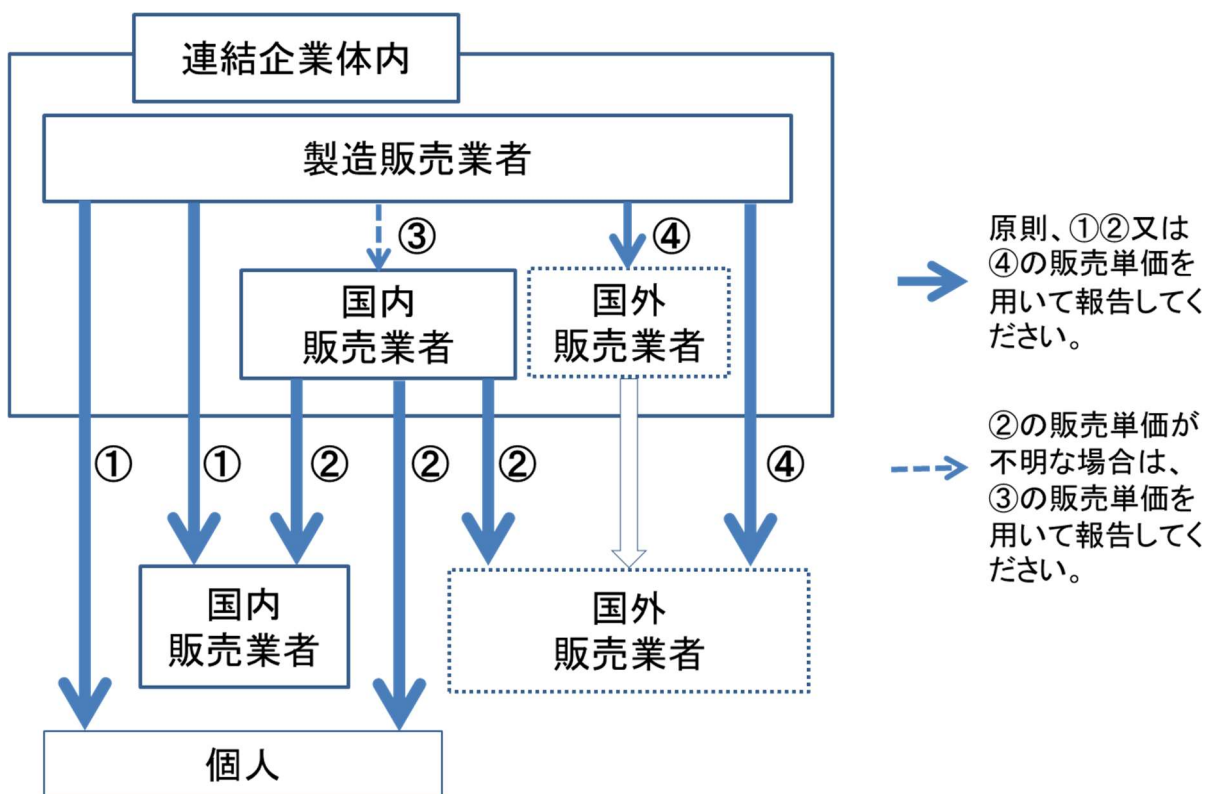 連結企業体内
製造販売業者
③
④
国内
販売業者
国外
販売業者
①
①
②
②
②
④
国内
販売業者
国外
販売業者
個人
原則、①②又は
④の販売単価を
用いて報告してく
ださい。
②の販売単価が
不明な場合は、
③の販売単価を
用いて報告してく
ださい。